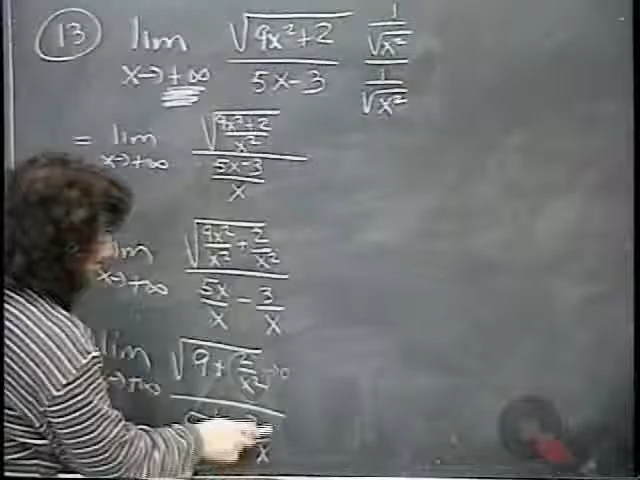 13 lim x→+∞ √(9x²+2) / (5x-3) (1/√x²) / (1/√x²)
= lim x→+∞ √((9x²+2)/x²) / ((5x-3)/x)
lim x→+∞ √(9x²/x² + 2/x²) / (5x/x - 3/x)
lim x→+∞ √(9 + 2/x² →0) / x